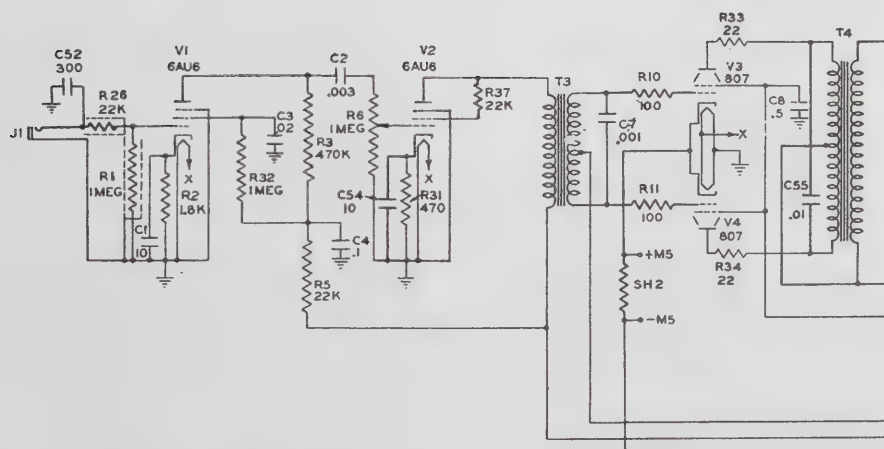 C52
300
R26
22K
J1
R1
1MEG
C1
10
R2
1.8K
V1
6AU6
X
C3
.02
R32
1MEG
R3
470K
C2
.003
R5
22K
C4
.1
R6
1MEG
C54
10
V2
6AU6
X
R31
470
R37
22K
T3
C7
.001
R10
100
R11
100
+M5
SH2
-M5
R33
22
V3
807
X
V4
807
R34
22
C8
.5
C55
.01
T4